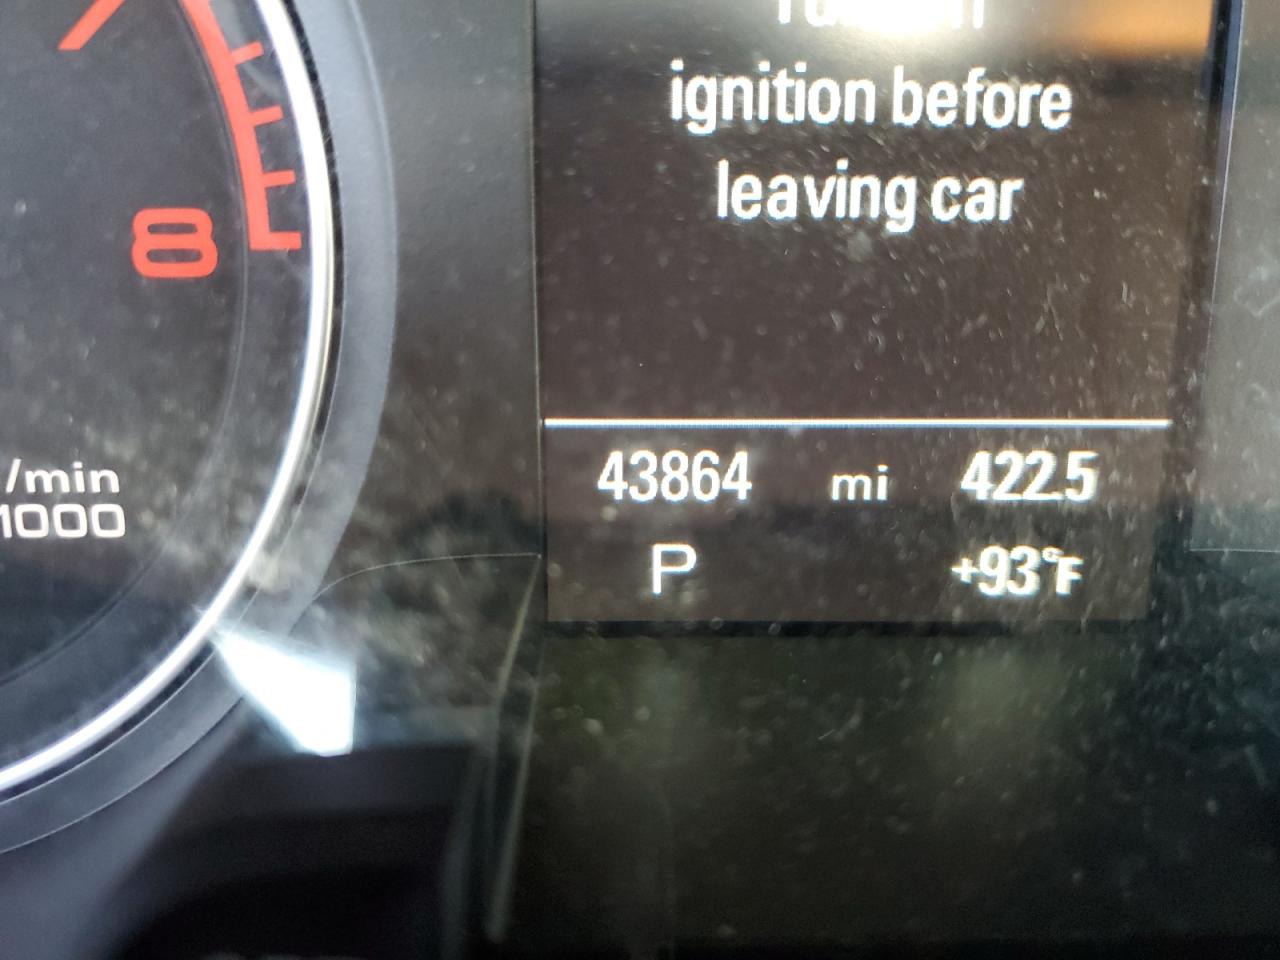 ignition before
leaving car
8
/min
1000
43864 mi 422.5
P +93°F